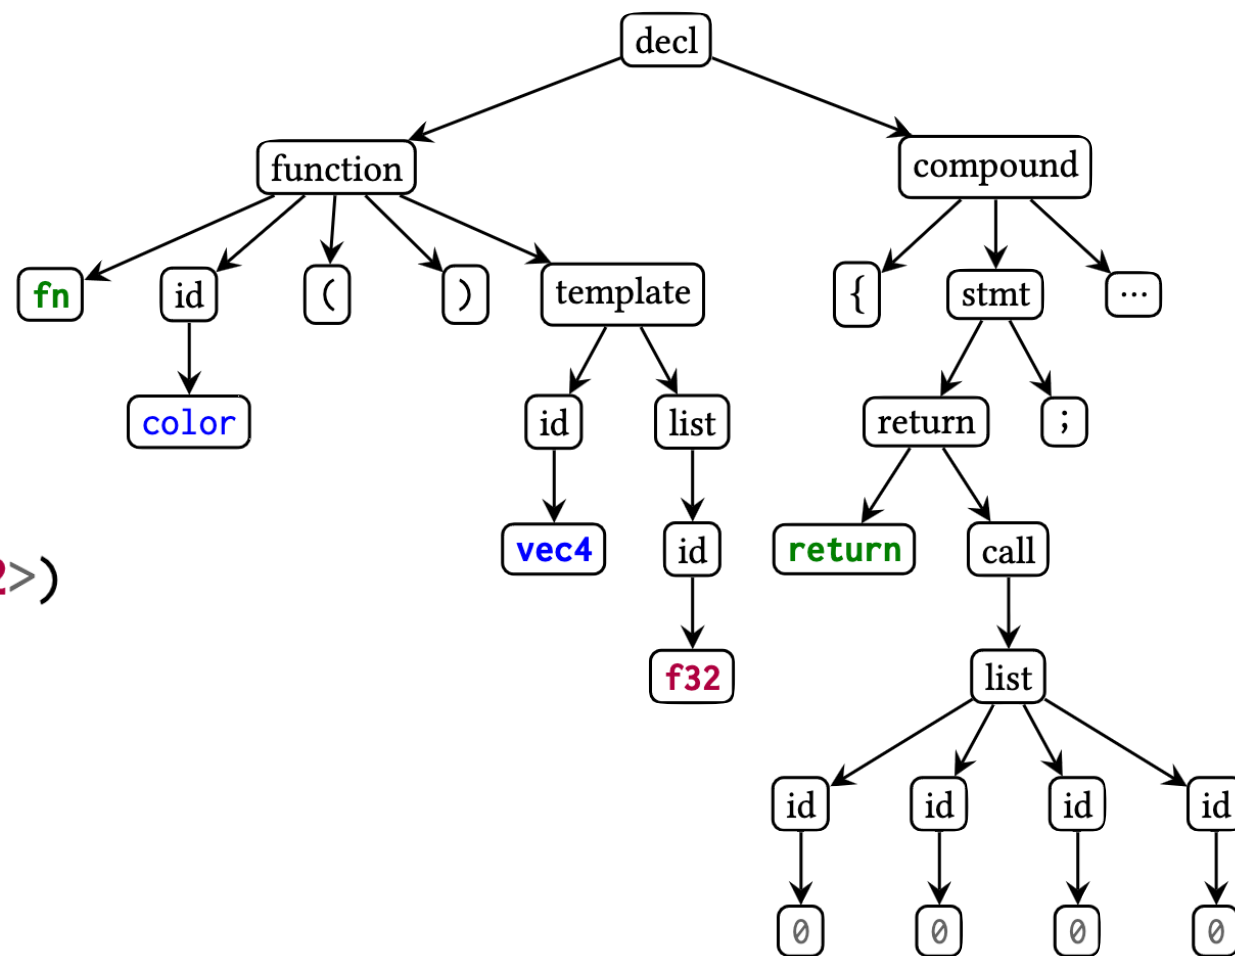 decl
function compound
fn id ( ) template { stmt ...
color id list return ;
vec4 id return call
>)
f32 list
id id id id
0 0 0 0